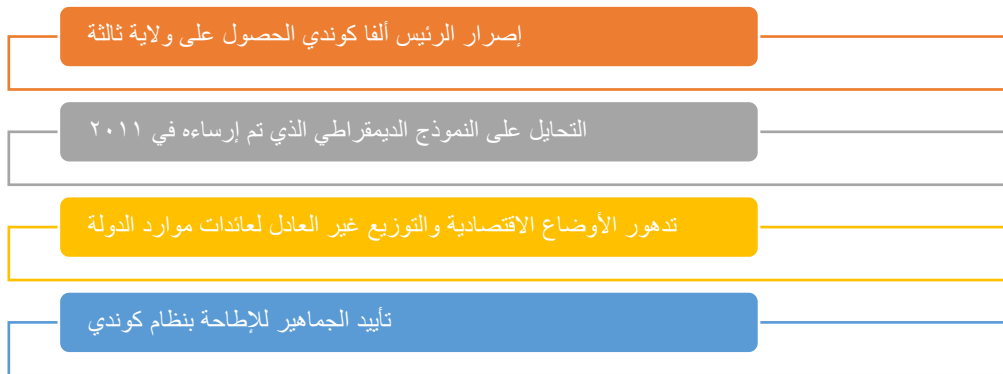 إصرار الرئيس ألفا كوندي الحصول على ولاية ثالثة
التحايل على النموذج الديمقراطي الذي تم إرساءه في ٢٠١١
تدهور الأوضاع الاقتصادية والتوزيع غير العادل لعائدات موارد الدولة
تأييد الجماهير للإطاحة بنظام كوندي